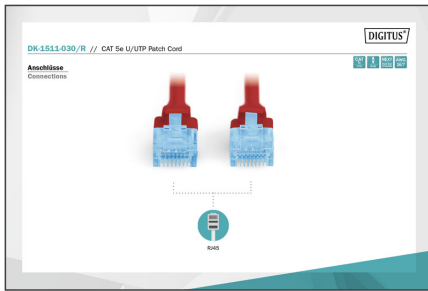 DIGITUS®
DK-1511-030/R // CAT 5e U/UTP Patch Cord
Anschlüsse
Connections
RJ45